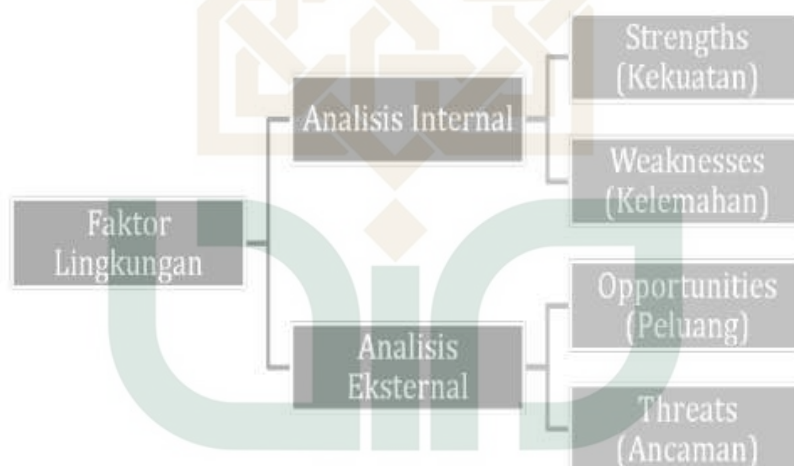 Faktor
Lingkungan
Analisis Internal
Strengths
(Kekuatan)
Weaknesses
(Kelemahan)
Analisis
Eksternal
Opportunities
(Peluang)
Threats
(Ancaman)